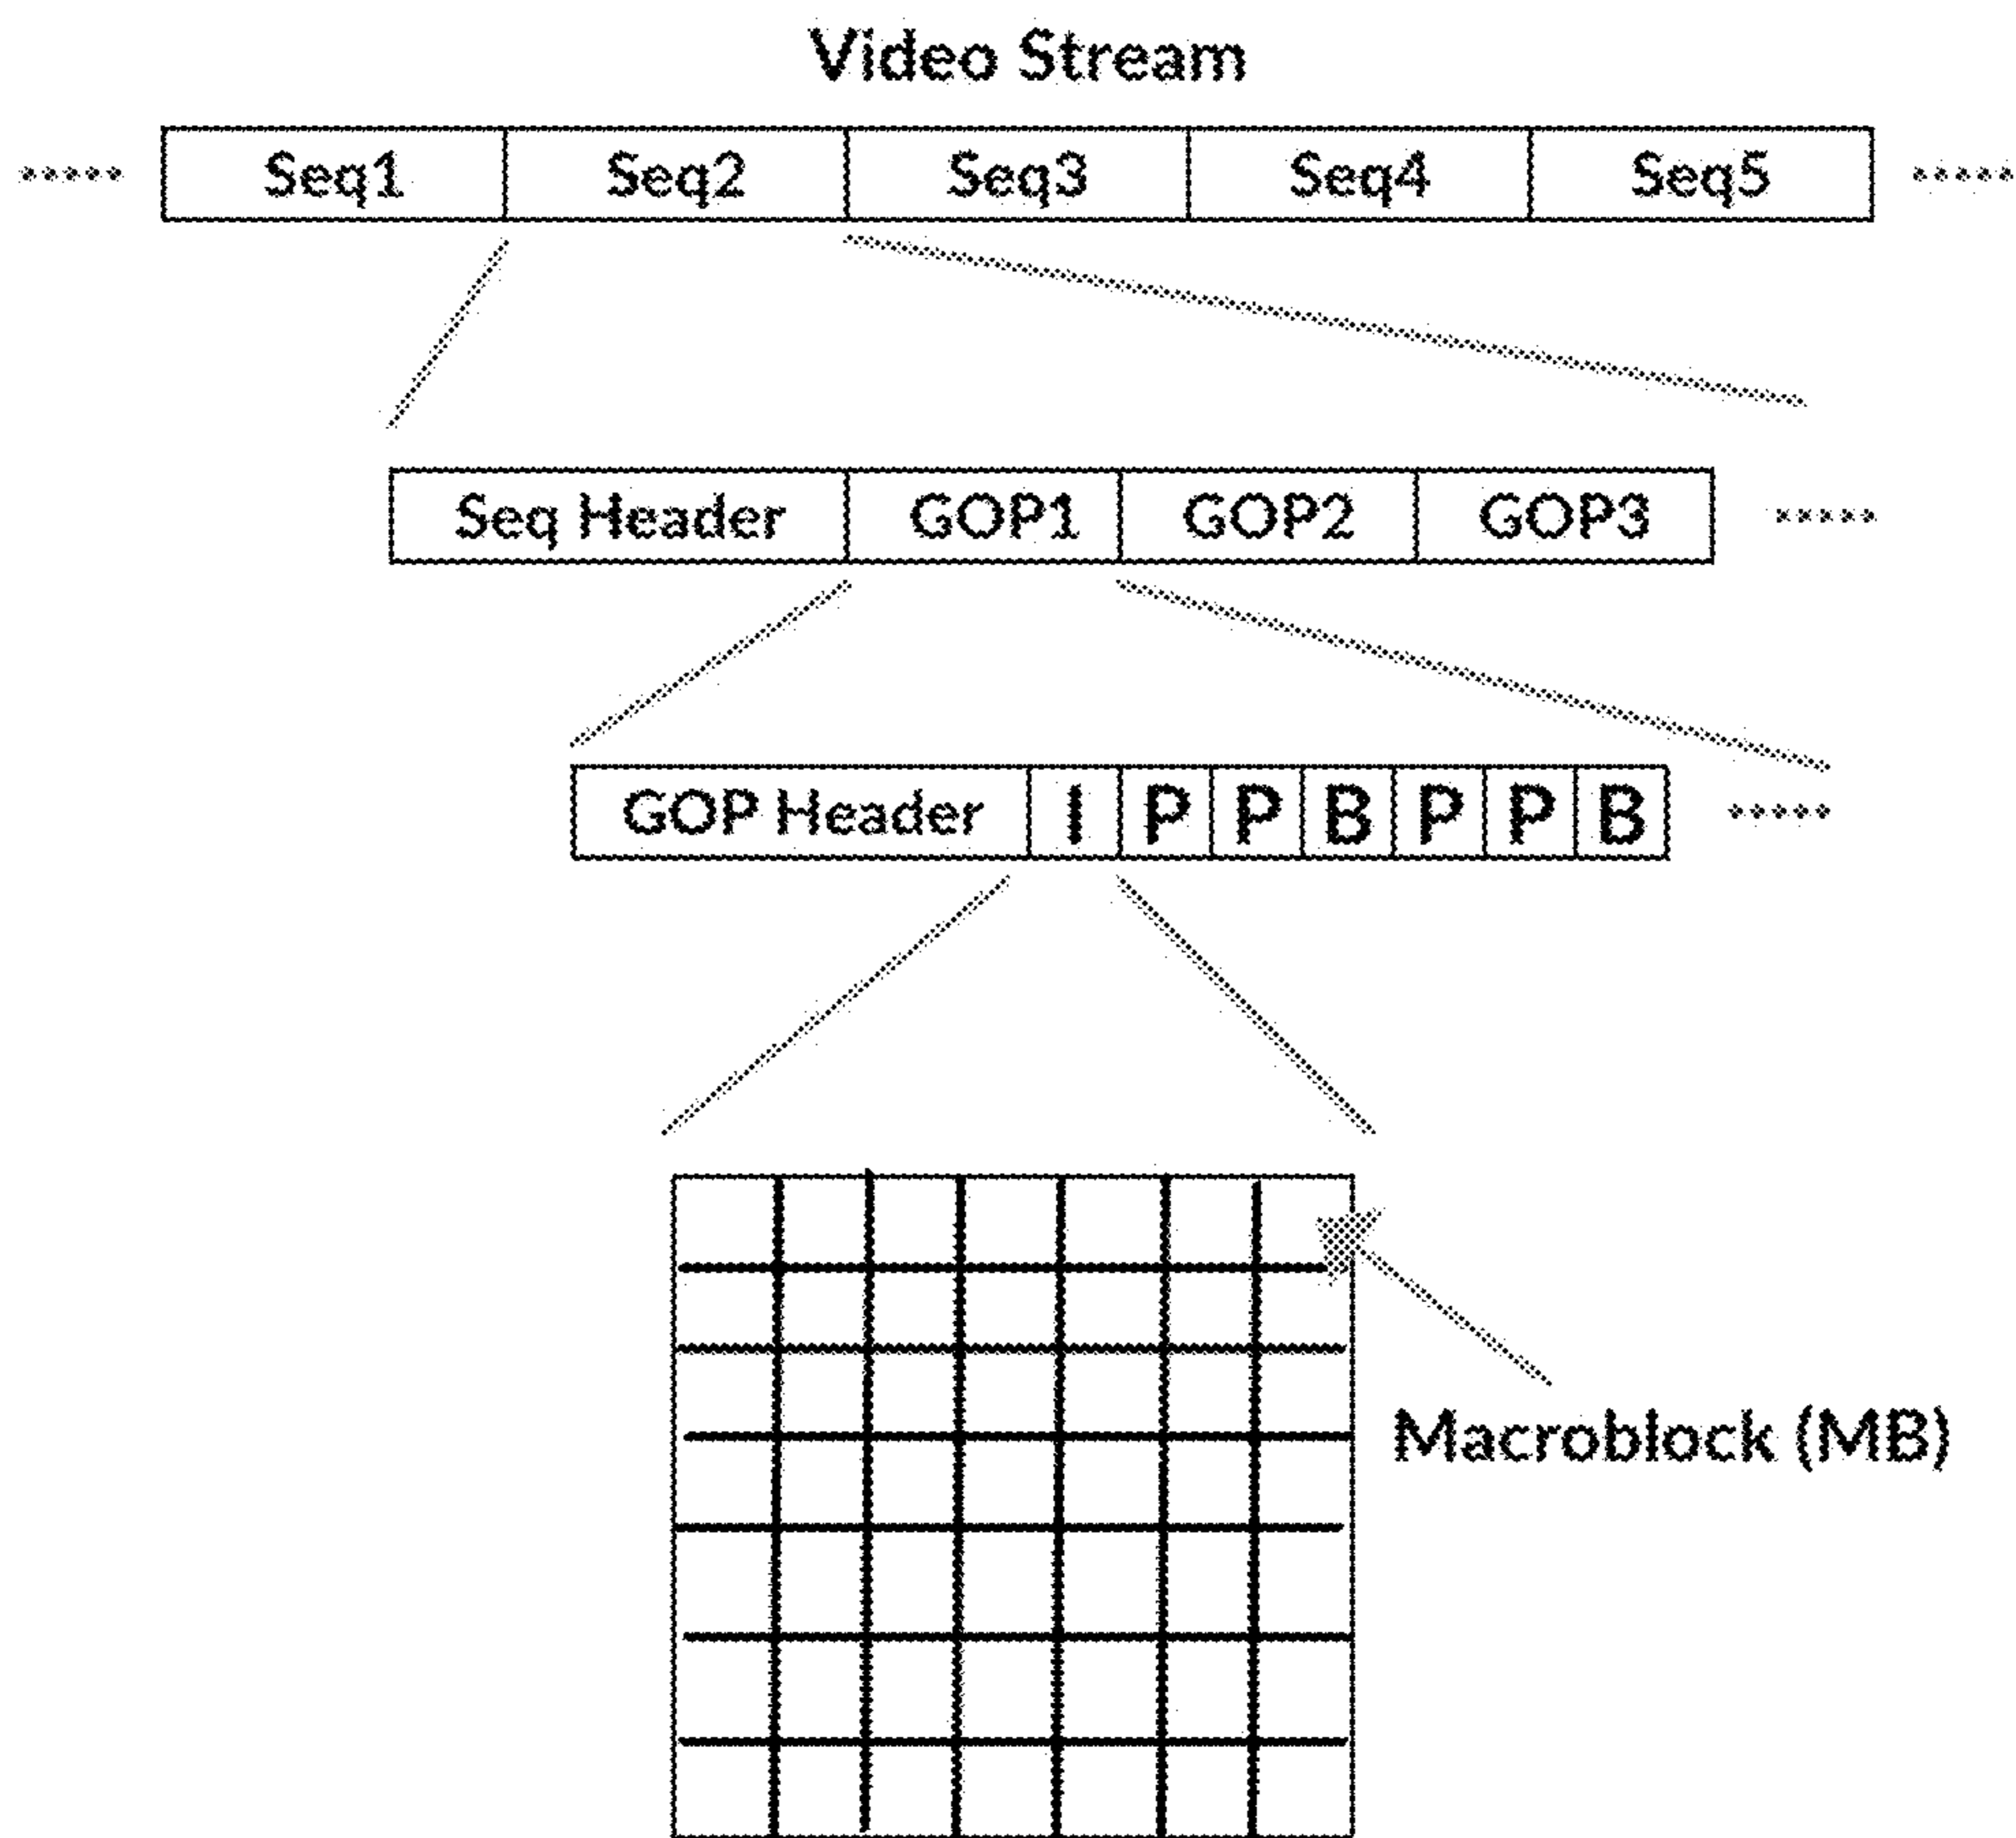 Video Stream
..... Seq1 Seq2 Seq3 Seq4 Seq5 .....
Seq Header GOP1 GOP2 GOP3 .....
GOP Header I P P B P P B .....
Macroblock (MB)